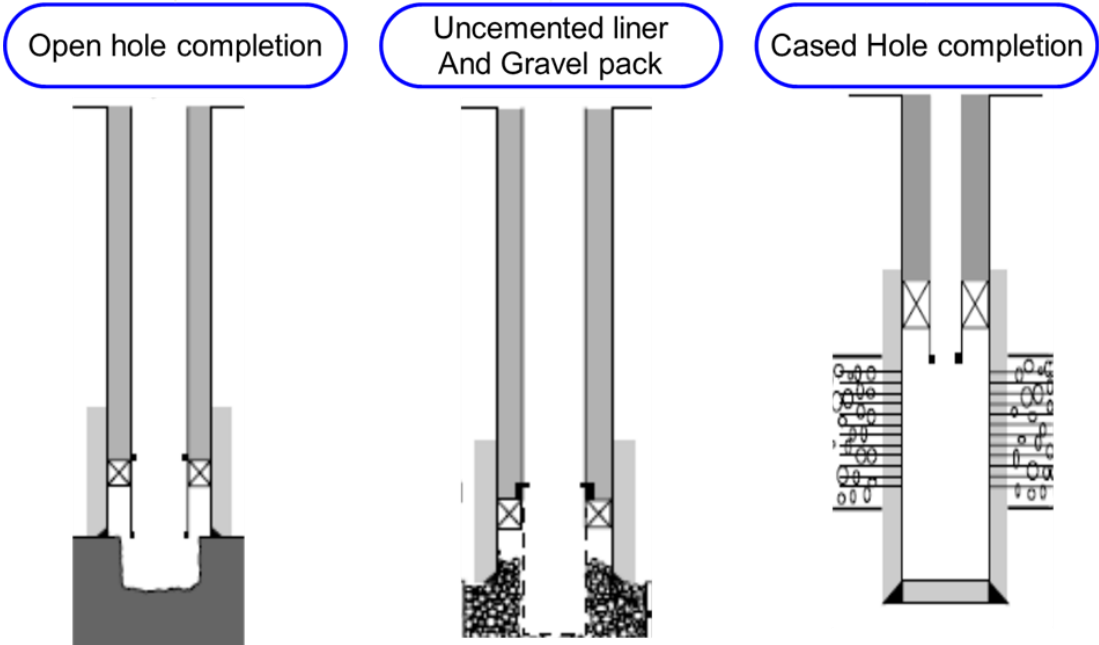 Open hole completion
Uncemented liner
And Gravel pack
Cased Hole completion